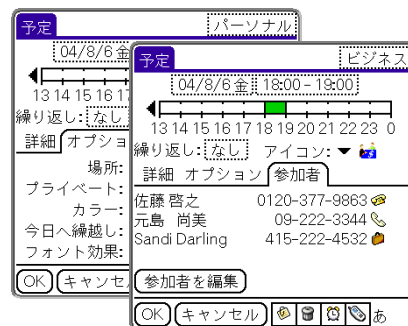 予定
パーソナル
04/8/6 金
13 14 15 16 17
繰り返し: なし
詳細 オプショ
場所:
プライベート:
カラー:
今日へ繰越し:
フォント効果:
OK キャンセ
予定
ビジネス
04/8/6 金 18:00 - 19:00
13 14 15 16 17 18 19 20 21 22 23 0
繰り返し: なし アイコン:
詳細 オプション 参加者
佐藤 啓之 0120-377-9863
元島 尚美 09-222-3344
Sandi Darling 415-222-4532
参加者を編集
OK キャンセル あ